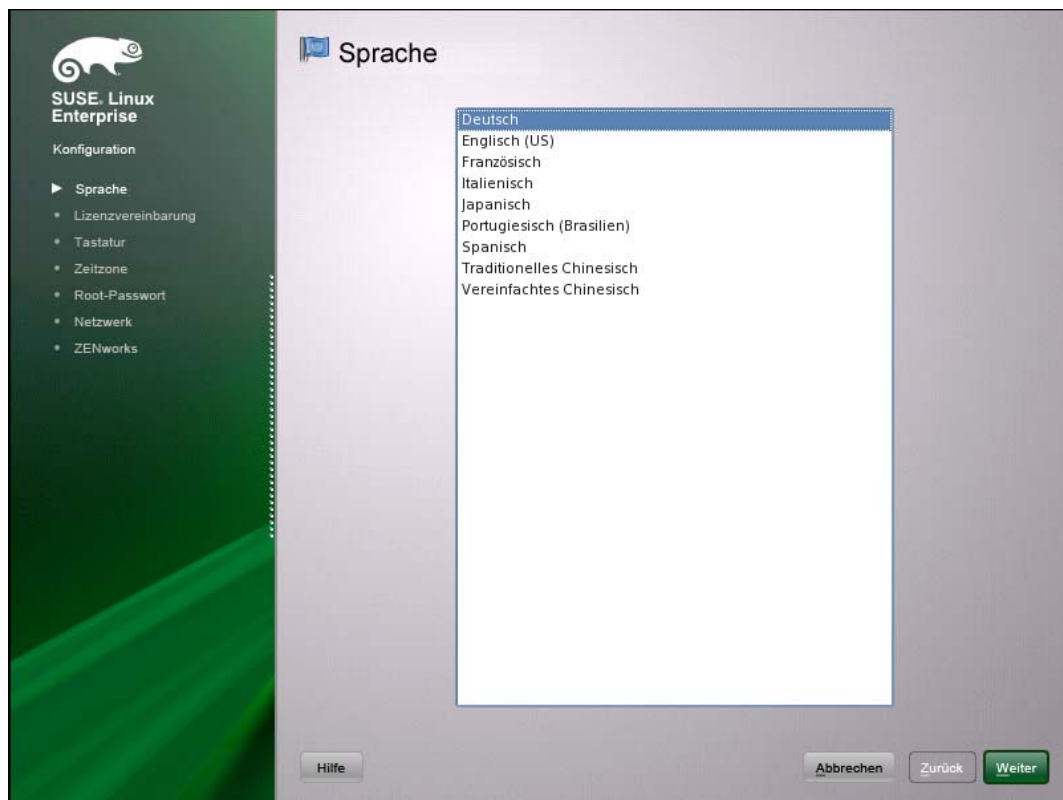 SUSE. Linux
Enterprise
Konfiguration
Sprache
Lizenzvereinbarung
Tastatur
Zeitzone
Root-Passwort
Netzwerk
ZENworks
Sprache
Deutsch
Englisch (US)
Französisch
Italienisch
Japanisch
Portugiesisch (Brasilien)
Spanisch
Traditionelles Chinesisch
Vereinfachtes Chinesisch
Hilfe
Abbrechen
Zurück
Weiter